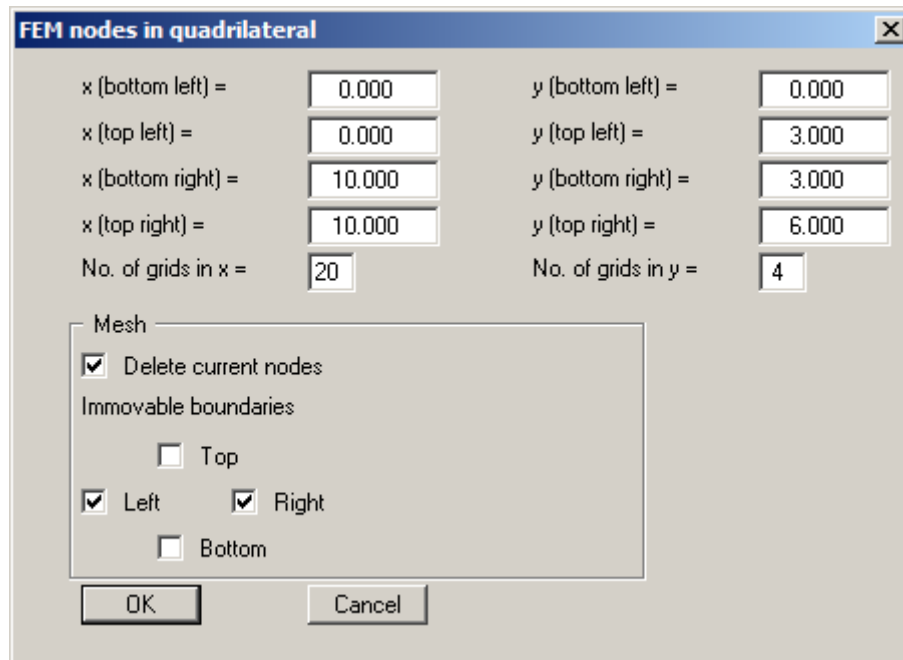 FEM nodes in quadrilateral
x (bottom left) = 0.000 y (bottom left) = 0.000
x (top left) = 0.000 y (top left) = 3.000
x (bottom right) = 10.000 y (bottom right) = 3.000
x (top right) = 10.000 y (top right) = 6.000
No. of grids in x = 20 No. of grids in y = 4
Mesh
Delete current nodes
Immovable boundaries
Top
Left Right
Bottom
OK Cancel